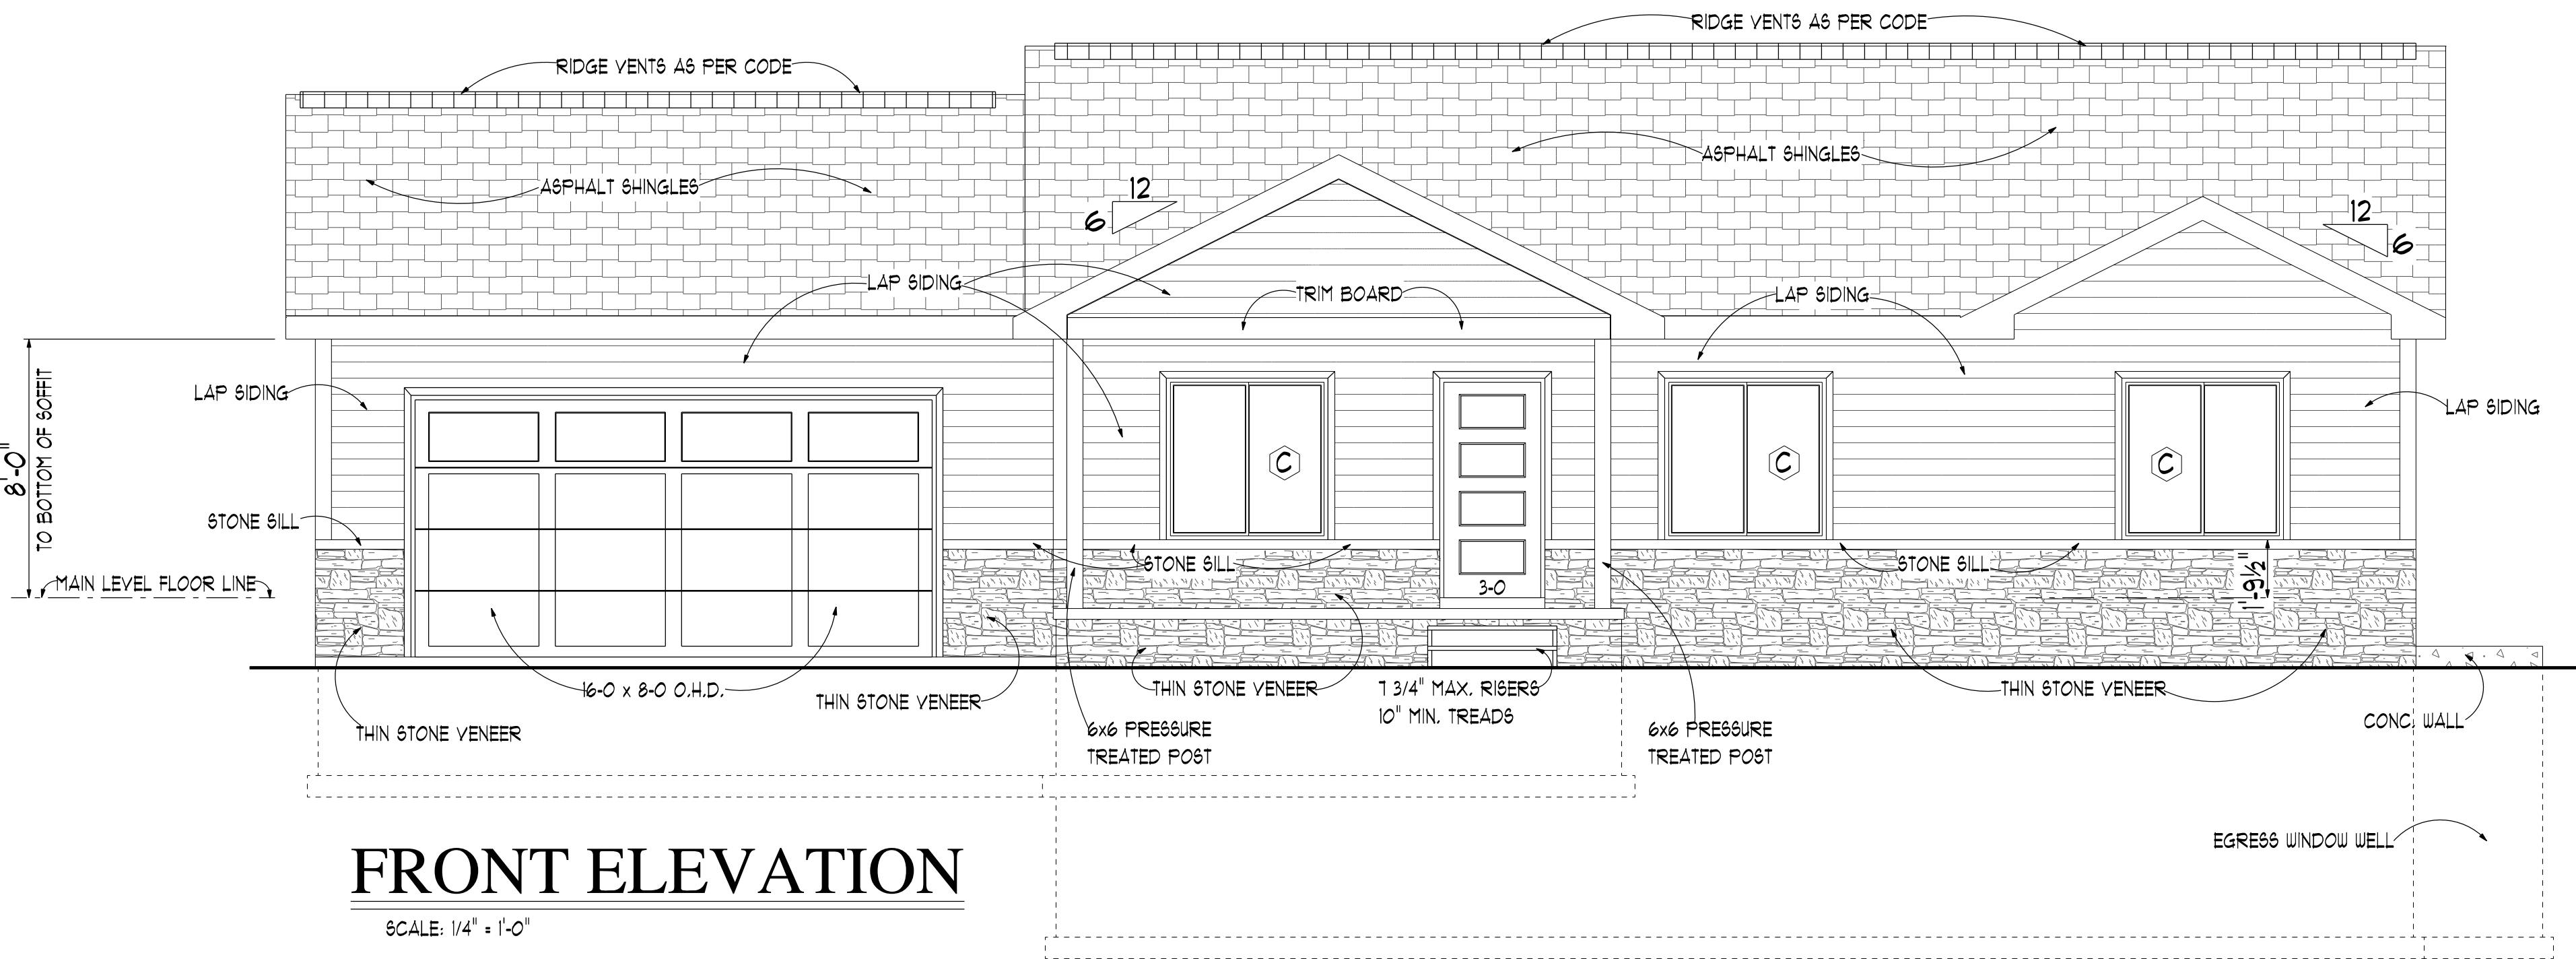 RIDGE VENTS AS PER CODE
RIDGE VENTS AS PER CODE
ASPHALT SHINGLES
ASPHALT SHINGLES
12
6
12
6
LAP SIDING
TRIM BOARD
LAP SIDING
8'-0"
TO BOTTOM OF SOFFIT
LAP SIDING
LAP SIDING
C
C
C
STONE SILL
STONE SILL
STONE SILL
1'-9½"
MAIN LEVEL FLOOR LINE
3-0
16-0 x 8-0 O.H.D.
THIN STONE VENEER
THIN STONE VENEER
7 3/4" MAX. RISERS
10" MIN. TREADS
THIN STONE VENEER
THIN STONE VENEER
6x6 PRESSURE
TREATED POST
6x6 PRESSURE
TREATED POST
CONC. WALL
EGRESS WINDOW WELL
FRONT ELEVATION
SCALE: 1/4" = 1'-0"